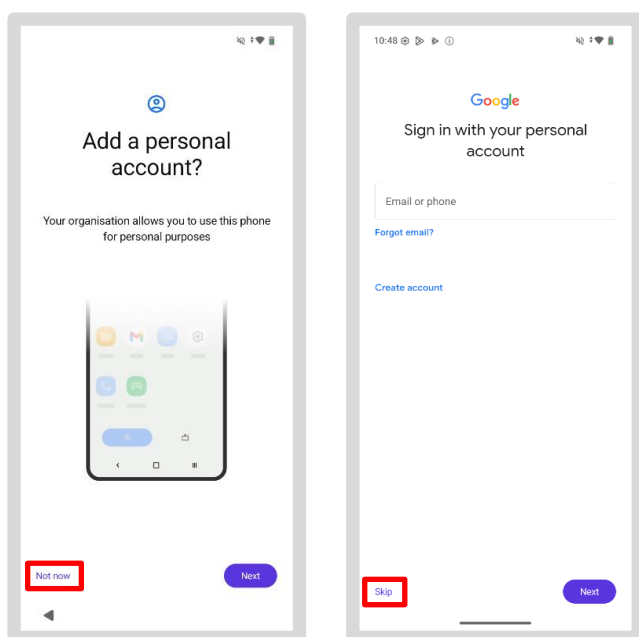 Add a personal
account?
Your organisation allows you to use this phone
for personal purposes
Not now
Next
10:48
Google
Sign in with your personal
account
Email or phone
Forgot email?
Create account
Skip
Next